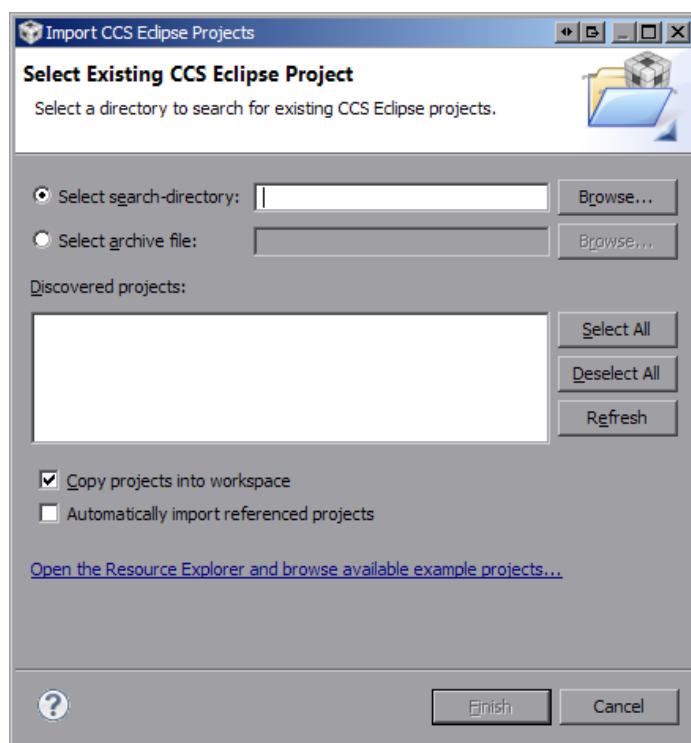 Import CCS Eclipse Projects
Select Existing CCS Eclipse Project
Select a directory to search for existing CCS Eclipse projects.
Select search-directory: Browse...
Select archive file: Browse...
Discovered projects:
Select All
Deselect All
Refresh
Copy projects into workspace
Automatically import referenced projects
Open the Resource Explorer and browse available example projects...
? Finish Cancel